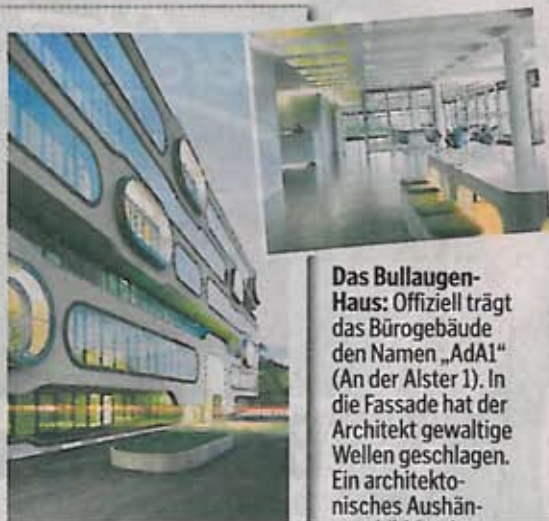 Das Bullaugen-
Haus: Offiziell trägt
das Bürogebäude
den Namen „AdA1“
(An der Alster 1). In
die Fassade hat der
Architekt gewaltige
Wellen geschlagen.
Ein architekto-
nisches Aushän-